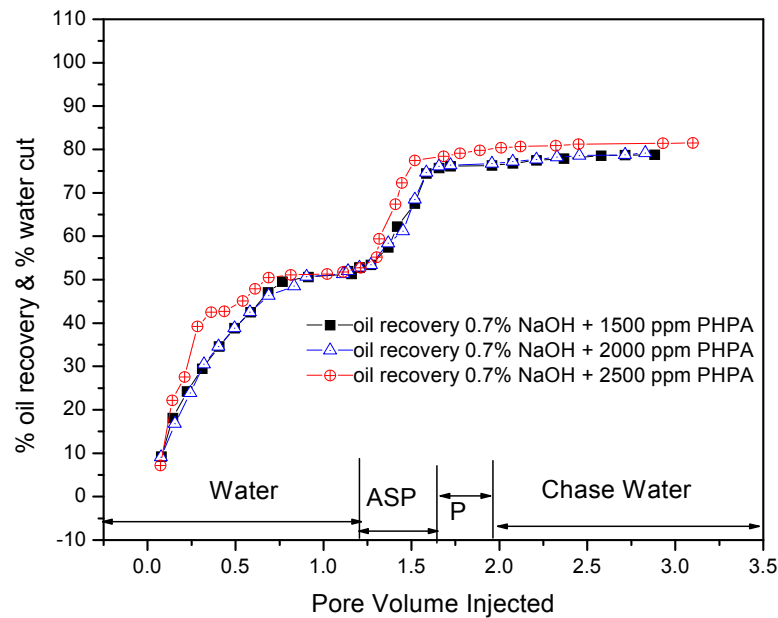 110
100
90
80
70
60
50
40
30
20
10
0
-10
% oil recovery & % water cut
oil recovery 0.7% NaOH + 1500 ppm PHPA
oil recovery 0.7% NaOH + 2000 ppm PHPA
oil recovery 0.7% NaOH + 2500 ppm PHPA
Water ASP P Chase Water
0.0 0.5 1.0 1.5 2.0 2.5 3.0 3.5
Pore Volume Injected